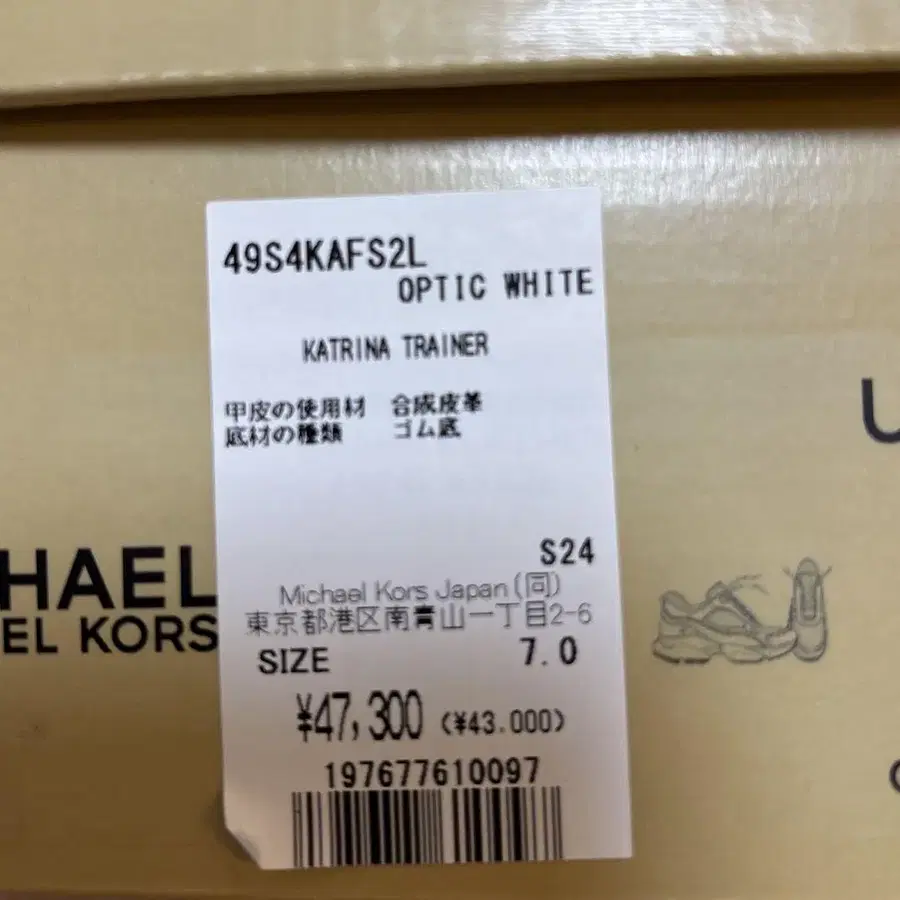 49S4KAFS2L
OPTIC WHITE
KATRINA TRAINER
甲皮の使用材 合成皮革
底材の種類 ゴム底
S24
Michael Kors Japan(同)
東京都港区南青山一丁目2-6
SIZE 7.0
¥47,300 (¥43.000)
197677610097
HAEL
EL KORS
U